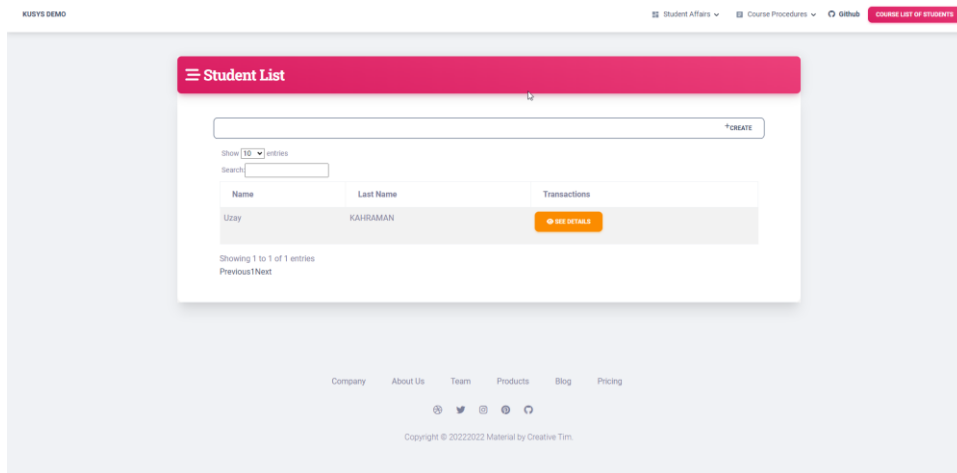 KUSYS DEMO
Student Affairs Course Procedures Github COURSE LIST OF STUDENTS
Student List
+CREATE
Show 10 entries
Search:
Name Last Name Transactions
Uzay KAHRAMAN SEE DETAILS
Showing 1 to 1 of 1 entries
Previous1Next
Company About Us Team Products Blog Pricing
Copyright © 20222022 Material by Creative Tim.